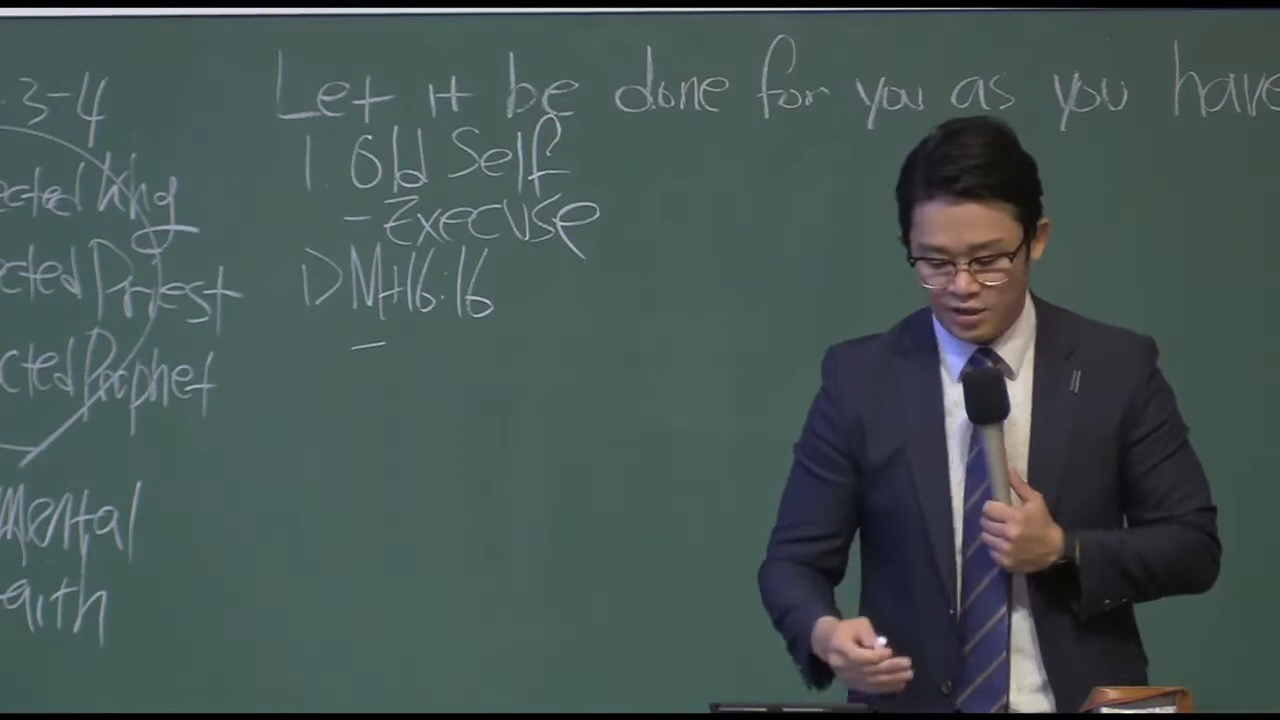 .3-4
ected King
ected Priest
cted Prophet
Mental
aith
Let it be done for you as you have
1. Old Self
- Execuse
1) Mt 16:16
-